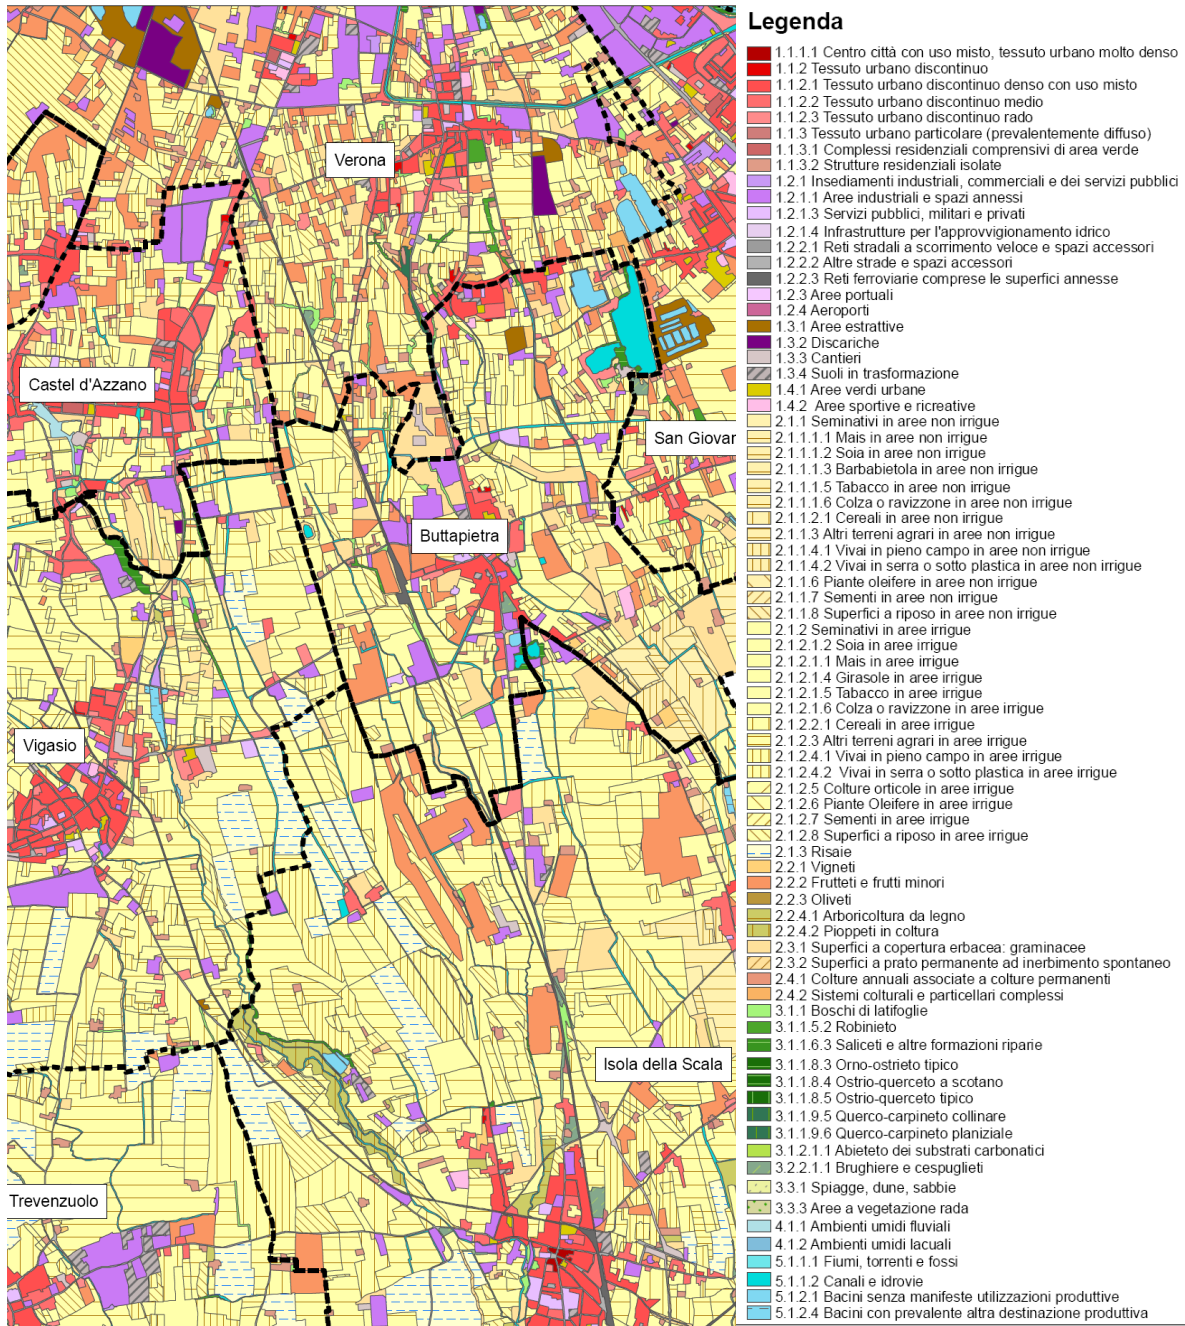 Verona
Castel d'Azzano
San Giovar
Buttapietra
Vigasio
Isola della Scala
Trevenzuolo
Legenda
1.1.1.1 Centro città con uso misto, tessuto urbano molto denso
1.1.2 Tessuto urbano discontinuo
1.1.2.1 Tessuto urbano discontinuo denso con uso misto
1.1.2.2 Tessuto urbano discontinuo medio
1.1.2.3 Tessuto urbano discontinuo rado
1.1.3 Tessuto urbano particolare (prevalentemente diffuso)
1.1.3.1 Complessi residenziali comprensivi di area verde
1.1.3.2 Strutture residenziali isolate
1.2.1 Insediamenti industriali, commerciali e dei servizi pubblici
1.2.1.1 Aree industriali e spazi annessi
1.2.1.3 Servizi pubblici, militari e privati
1.2.1.4 Infrastrutture per l'approvvigionamento idrico
1.2.2.1 Reti stradali a scorrimento veloce e spazi accessori
1.2.2.2 Altre strade e spazi accessori
1.2.2.3 Reti ferroviarie comprese le superfici annesse
1.2.3 Aree portuali
1.2.4 Aeroporti
1.3.1 Aree estrattive
1.3.2 Discariche
1.3.3 Cantieri
1.3.4 Suoli in trasformazione
1.4.1 Aree verdi urbane
1.4.2 Aree sportive e ricreative
2.1.1 Seminativi in aree non irrigue
2.1.1.1.1 Mais in aree non irrigue
2.1.1.1.2 Soia in aree non irrigue
2.1.1.1.3 Barbabietola in aree non irrigue
2.1.1.1.5 Tabacco in aree non irrigue
2.1.1.1.6 Colza o ravizzone in aree non irrigue
2.1.1.2.1 Cereali in aree non irrigue
2.1.1.3 Altri terreni agrari in aree non irrigue
2.1.1.4.1 Vivai in pieno campo in aree non irrigue
2.1.1.4.2 Vivai in serra o sotto plastica in aree non irrigue
2.1.1.6 Piante oleifere in aree non irrigue
2.1.1.7 Sementi in aree non irrigue
2.1.1.8 Superfici a riposo in aree non irrigue
2.1.2 Seminativi in aree irrigue
2.1.2.1.2 Soia in aree irrigue
2.1.2.1.1 Mais in aree irrigue
2.1.2.1.4 Girasole in aree irrigue
2.1.2.1.5 Tabacco in aree irrigue
2.1.2.1.6 Colza o ravizzone in aree irrigue
2.1.2.2.1 Cereali in aree irrigue
2.1.2.3 Altri terreni agrari in aree irrigue
2.1.2.4.1 Vivai in pieno campo in aree irrigue
2.1.2.4.2 Vivai in serra o sotto plastica in aree irrigue
2.1.2.5 Colture orticole in aree irrigue
2.1.2.6 Piante Oleifere in aree irrigue
2.1.2.7 Sementi in aree irrigue
2.1.2.8 Superfici a riposo in aree irrigue
2.1.3 Risaie
2.2.1 Vigneti
2.2.2 Frutteti e frutti minori
2.2.3 Oliveti
2.2.4.1 Arboricoltura da legno
2.2.4.2 Pioppeti in coltura
2.3.1 Superfici a copertura erbacea: graminacee
2.3.2 Superfici a prato permanente ad inerbimento spontaneo
2.4.1 Colture annuali associate a colture permanenti
2.4.2 Sistemi colturali e particellari complessi
3.1.1 Boschi di latifoglie
3.1.1.5.2 Robinieto
3.1.1.6.3 Saliceti e altre formazioni riparie
3.1.1.8.3 Orno-ostrieto tipico
3.1.1.8.4 Ostrio-querceto a scotano
3.1.1.8.5 Ostrio-querceto tipico
3.1.1.9.5 Querco-carpineto collinare
3.1.1.9.6 Querco-carpineto planiziale
3.1.2.1.1 Abieteto dei substrati carbonatici
3.2.2.1.1 Brughiere e cespuglieti
3.3.1 Spiagge, dune, sabbie
3.3.3 Aree a vegetazione rada
4.1.1 Ambienti umidi fluviali
4.1.2 Ambienti umidi lacuali
5.1.1.1 Fiumi, torrenti e fossi
5.1.1.2 Canali e idrovie
5.1.2.1 Bacini senza manifeste utilizzazioni produttive
5.1.2.4 Bacini con prevalente altra destinazione produttiva